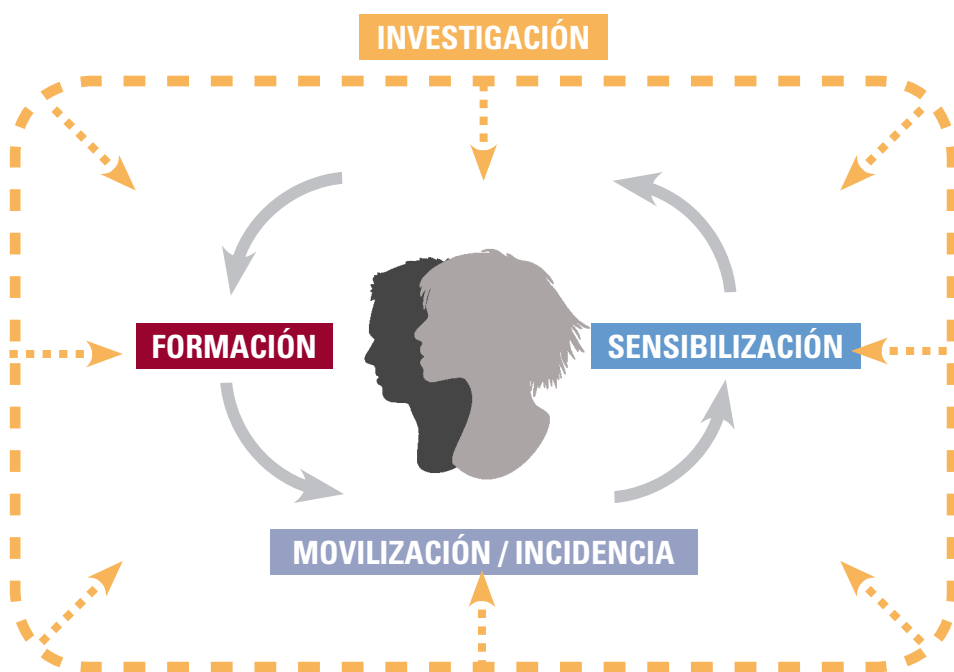 INVESTIGACIÓN
FORMACIÓN
SENSIBILIZACIÓN
MOVILIZACIÓN / INCIDENCIA